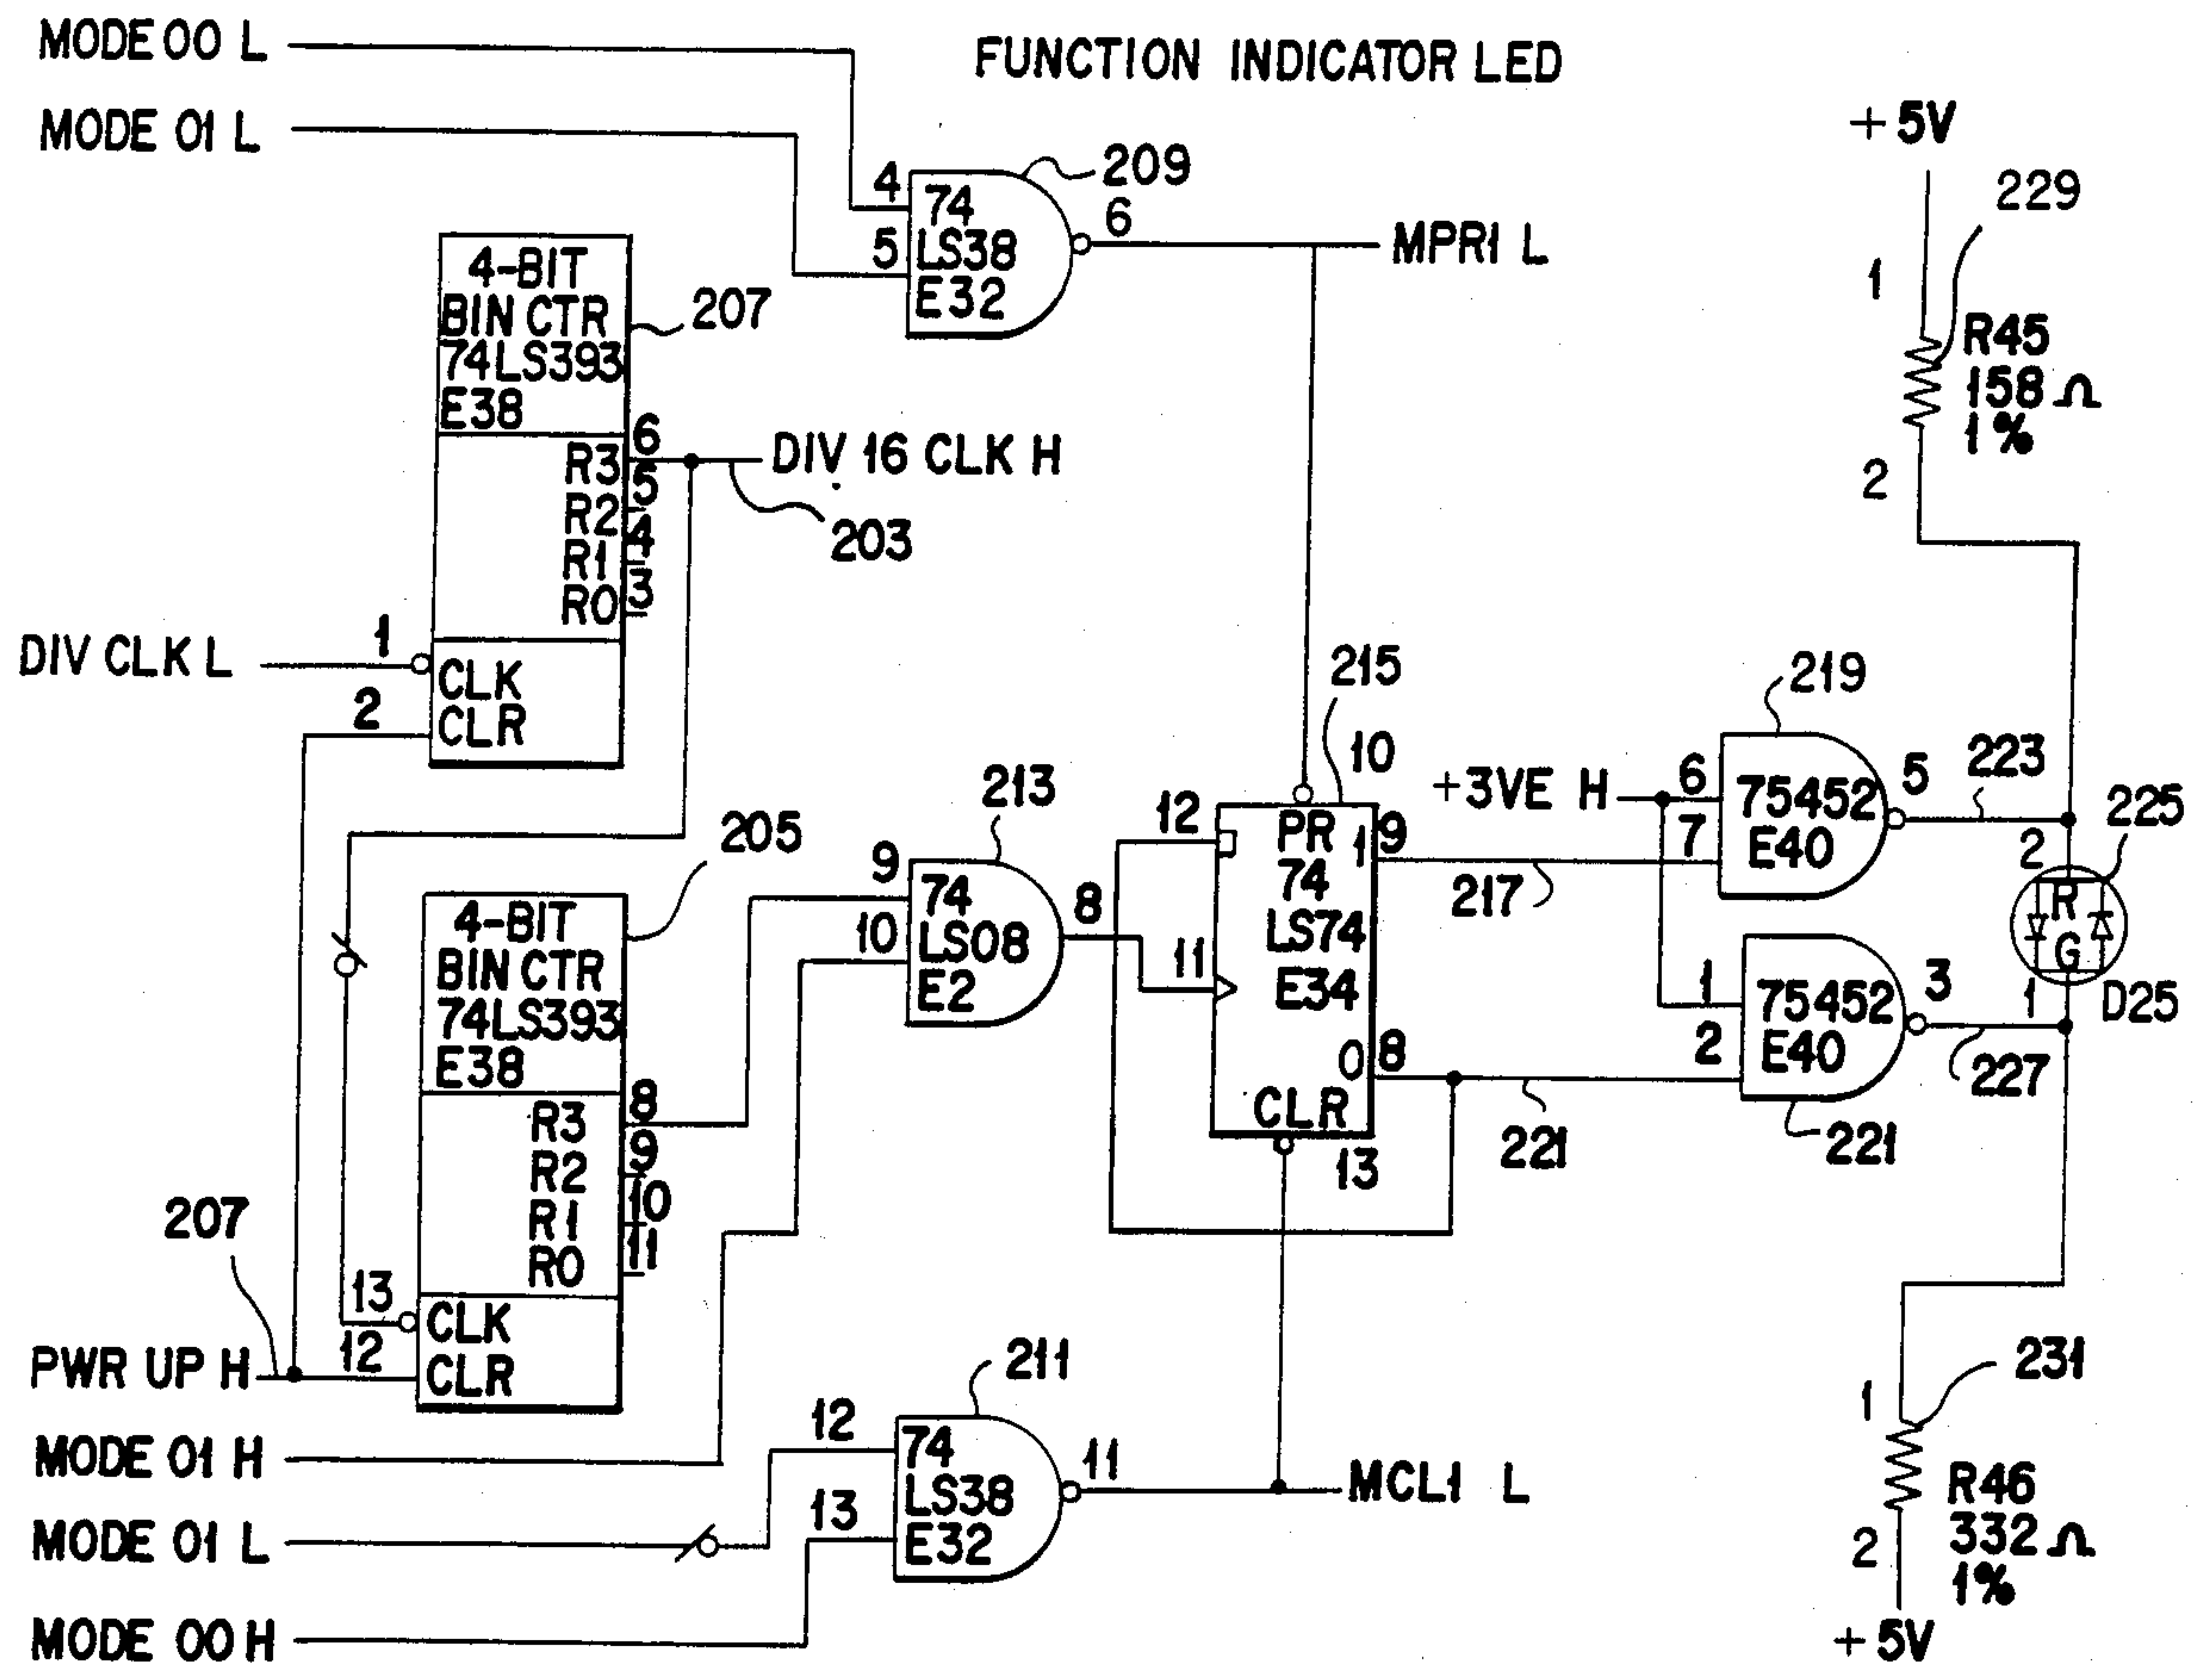 MODE 00 L
FUNCTION INDICATOR LED
MODE 01 L
+5V
209
229
4
74
LS38
E32
5
6
MPR1 L
4-BIT
BIN CTR
74LS393
E38
207
1
R45
158 Ω
1%
2
R3
R2
R1
R0
6
5
4
3
DIV 16 CLK H
203
DIV CLK L
1
2
CLK
CLR
215
219
10
+3VE H
6
7
75452
E40
5
223
225
213
205
12
PR
1
9
74
LS74
E34
217
2
R
G
1
D25
4-BIT
BIN CTR
74LS393
E38
9
10
74
LS08
E2
8
11
1
2
75452
E40
3
227
0
8
CLR
13
221
221
R3
R2
R1
R0
8
9
10
11
207
13
12
CLK
CLR
PWR UP H
211
231
12
13
74
LS38
E32
11
MCL1 L
1
R46
332 Ω
1%
2
MODE 01 H
MODE 01 L
MODE 00 H
+5V